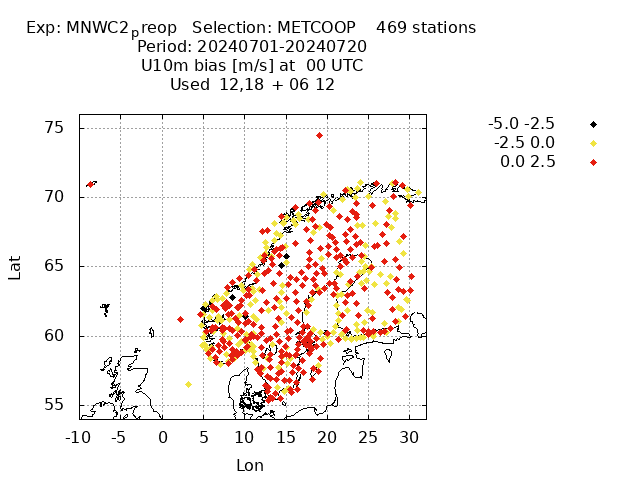 Exp: MNWC2preop Selection: METCOOP 469 stations
Period: 20240701-20240720
U10m bias [m/s] at 00 UTC
Used 12,18 + 06 12
-5.0 -2.5
-2.5 0.0
0.0 2.5
75
70
65
60
55
Lat
-10 -5 0 5 10 15 20 25 30
Lon